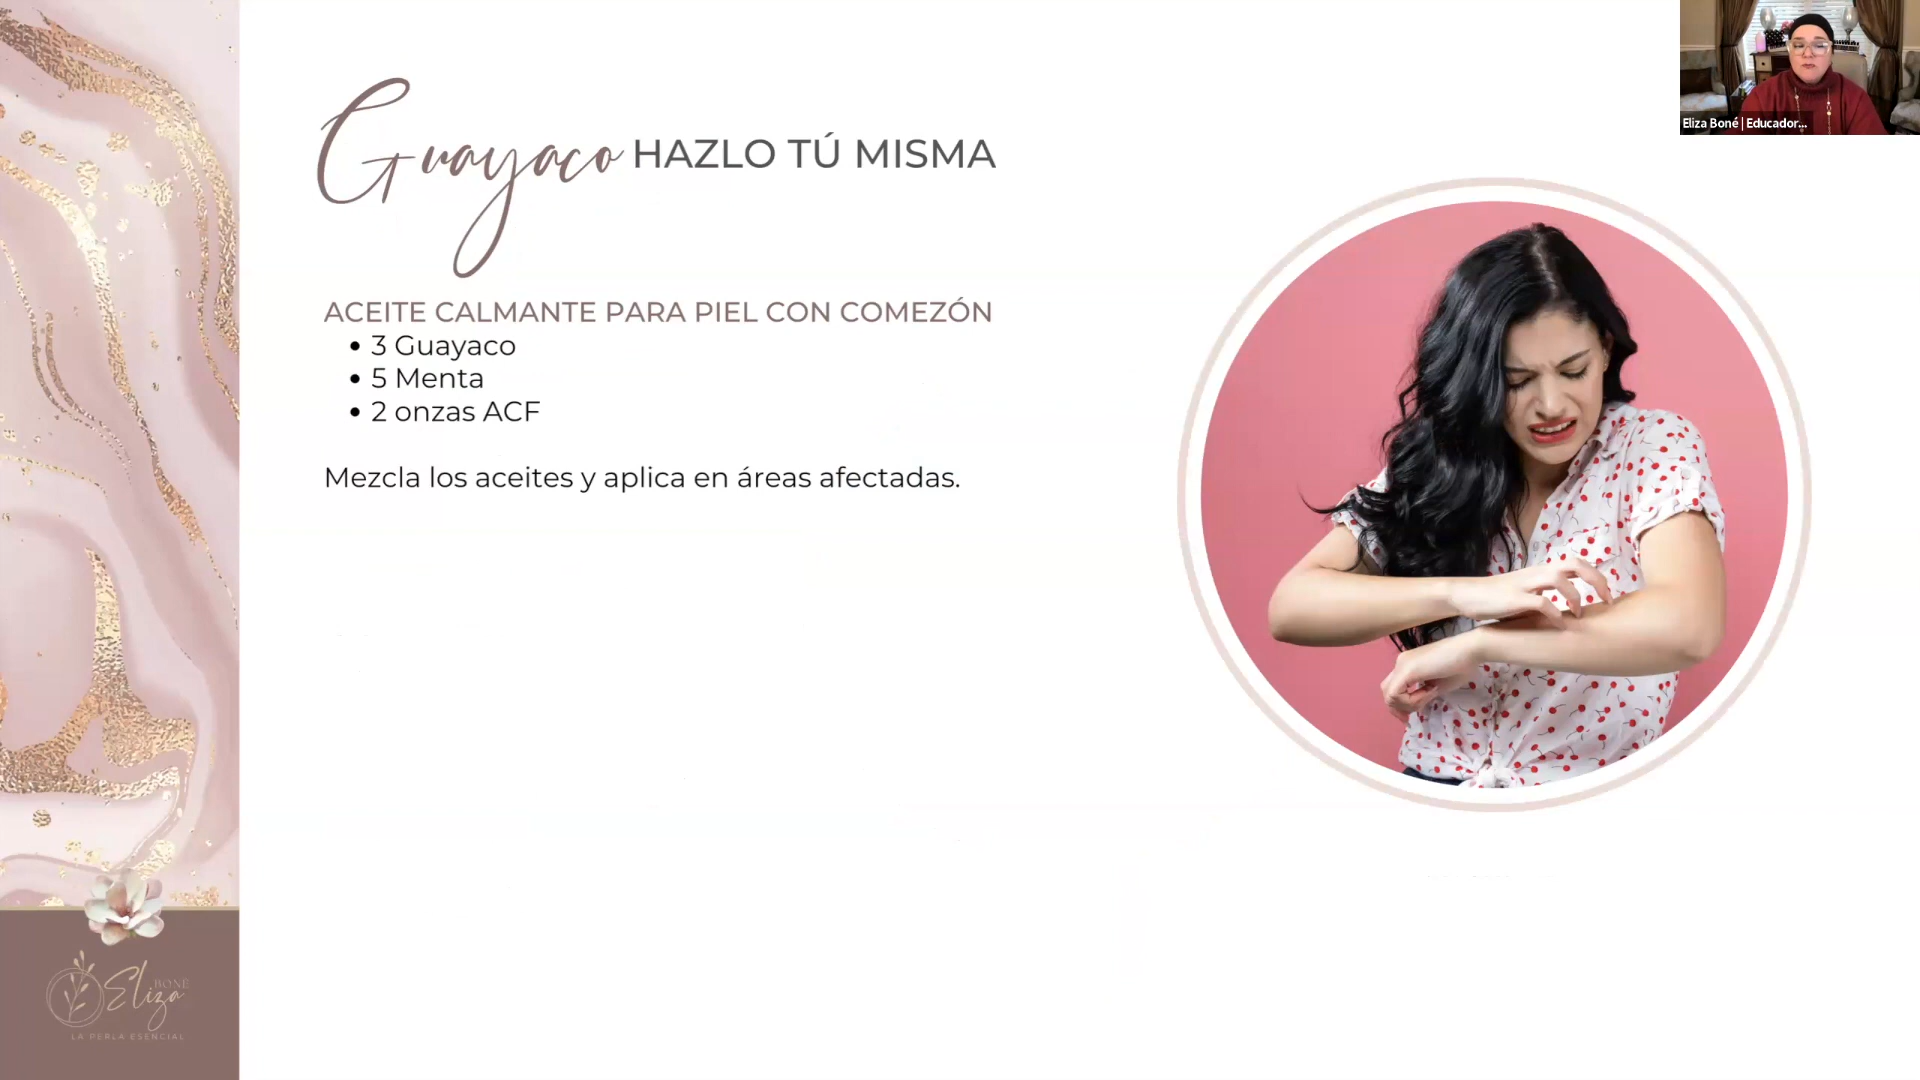 Guayaco HAZLO TÚ MISMA
ACEITE CALMANTE PARA PIEL CON COMEZÓN
• 3 Guayaco
• 5 Menta
• 2 onzas ACF
Mezcla los aceites y aplica en áreas afectadas.
Eliza Boné | Educador...
Eliza BONÉ
LA PERLA ESENCIAL